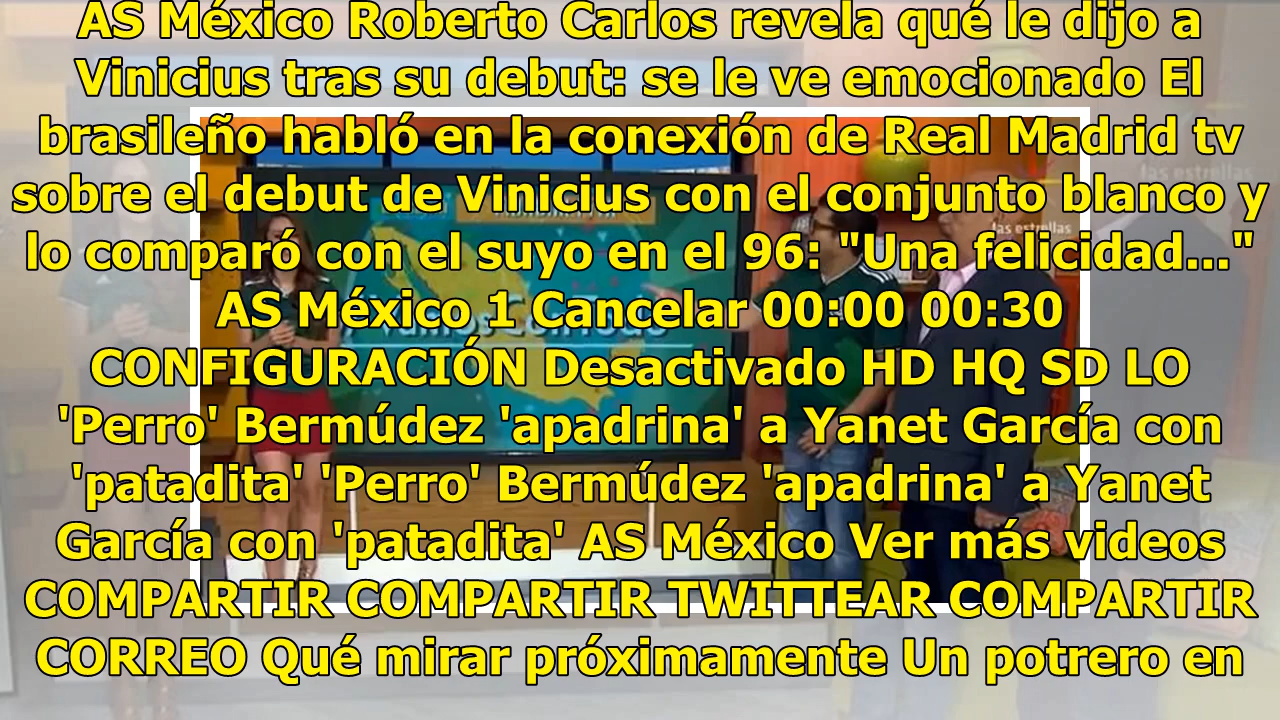 AS México Roberto Carlos revela qué le dijo a
Vinicius tras su debut: se le ve emocionado El
brasileño habló en la conexión de Real Madrid tv
sobre el debut de Vinicius con el conjunto blanco y
lo comparó con el suyo en el 96: "Una felicidad..."
AS México 1 Cancelar 00:00 00:30
CONFIGURACIÓN Desactivado HD HQ SD LO
'Perro' Bermúdez 'apadrina' a Yanet García con
'patadita' 'Perro' Bermúdez 'apadrina' a Yanet
García con 'patadita' AS México Ver más videos
COMPARTIR COMPARTIR TWITTEAR COMPARTIR
CORREO Qué mirar próximamente Un potrero en
las estrellas
las estrellas